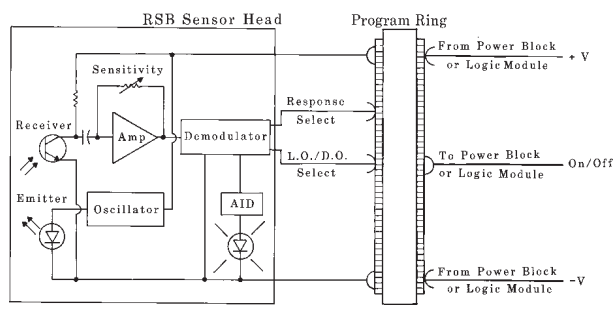 RSB Sensor Head
Program Ring
Sensitivity
From Power Block
or Logic Module
+ V
Receiver
Amp
Demodulator
Response
Select
L.O./D.O.
Select
To Power Block
or Logic Module
On/Off
Emitter
Oscillator
AID
From Power Block
or Logic Module
-V